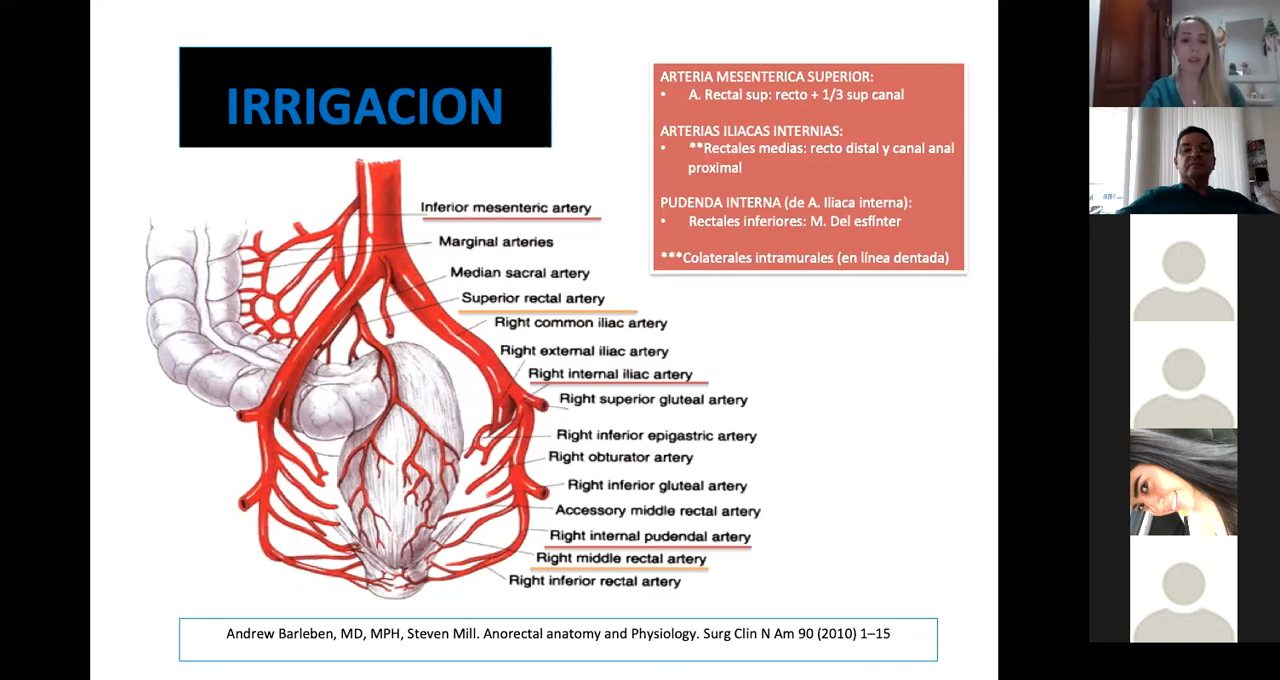 IRRIGACION
ARTERIA MESENTERICA SUPERIOR:
• A. Rectal sup: recto + 1/3 sup canal
ARTERIAS ILIACAS INTERNIAS:
• **Rectales medias: recto distal y canal anal
proximal
PUDENDA INTERNA (de A. Iliaca interna):
• Rectales inferiores: M. Del esfínter
***Colaterales intramurales (en línea dentada)
Inferior mesenteric artery
Marginal arteries
Median sacral artery
Superior rectal artery
Right common iliac artery
Right external iliac artery
Right internal iliac artery
Right superior gluteal artery
Right inferior epigastric artery
Right obturator artery
Right inferior gluteal artery
Accessory middle rectal artery
Right internal pudendal artery
Right middle rectal artery
Right inferior rectal artery
Andrew Barleben, MD, MPH, Steven Mill. Anorectal anatomy and Physiology. Surg Clin N Am 90 (2010) 1–15